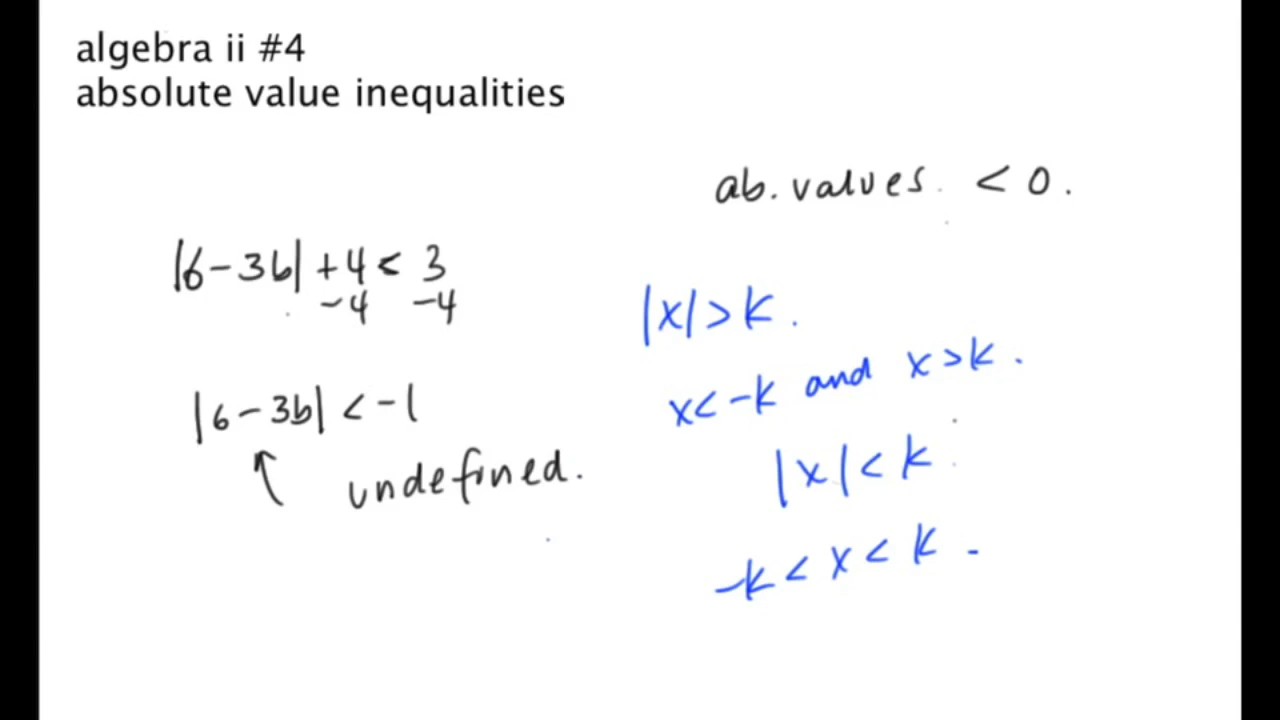 algebra ii #4
absolute value inequalities
ab. values. < 0.
|6-3b| +4 < 3
-4 -4
|6-3b| < -1
undefined.
|x| > k.
x < -k and x > k.
|x| < k
-k < x < k.